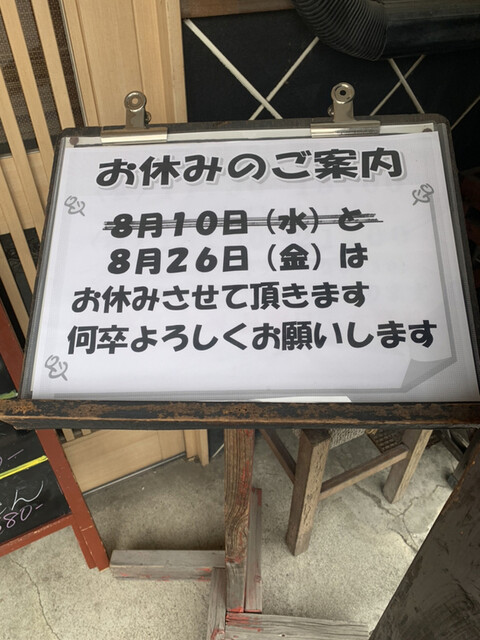 お休みのご案内
8月10日（水）と
8月26日（金）は
お休みさせて頂きます
何卒よろしくお願いします
80-